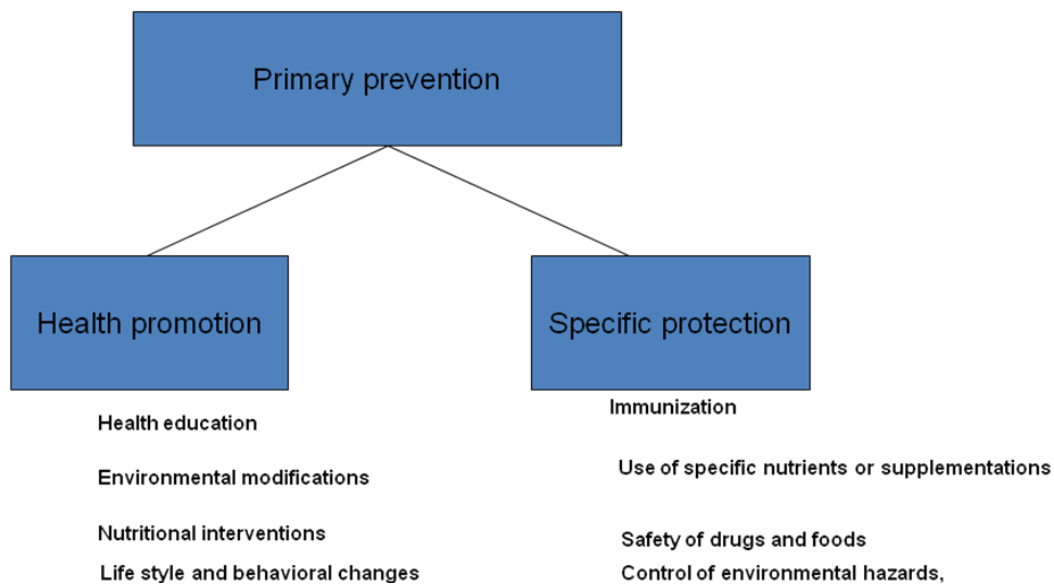 Primary prevention
Health promotion
Specific protection
Health education
Environmental modifications
Nutritional interventions
Life style and behavioral changes
Immunization
Use of specific nutrients or supplementations
Safety of drugs and foods
Control of environmental hazards,